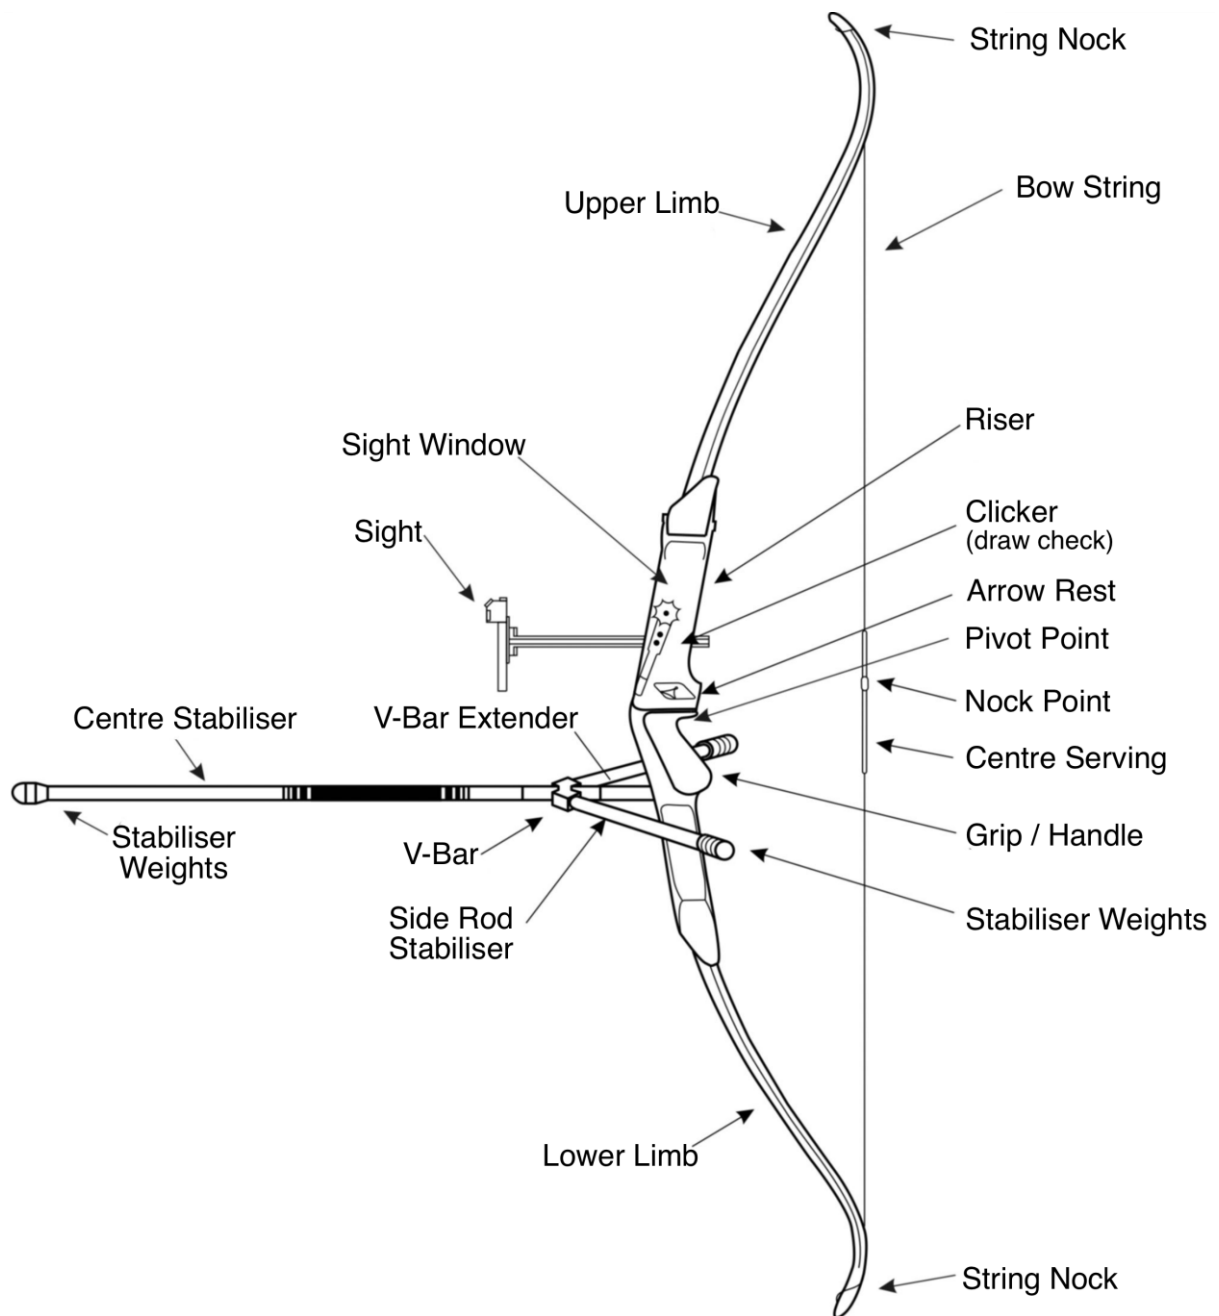 String Nock
Bow String
Upper Limb
Riser
Sight Window
Clicker
(draw check)
Sight
Arrow Rest
Pivot Point
Nock Point
Centre Stabiliser
V-Bar Extender
Centre Serving
Stabiliser
Weights
Grip / Handle
V-Bar
Side Rod
Stabiliser
Stabiliser Weights
Lower Limb
String Nock